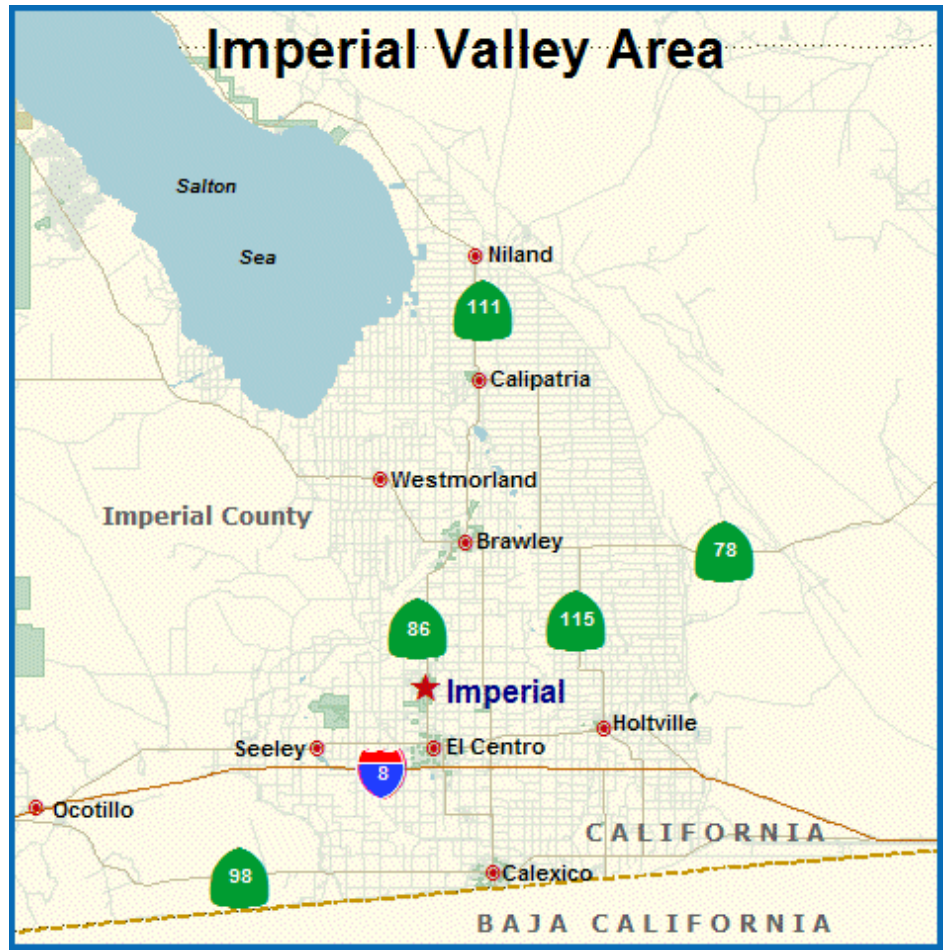 Imperial Valley Area
Salton
Sea
Niland
111
Calipatria
Westmorland
Imperial County
Brawley
78
86
115
Imperial
Holtville
Seeley
El Centro
8
Ocotillo
CALIFORNIA
98
Calexico
BAJA CALIFORNIA